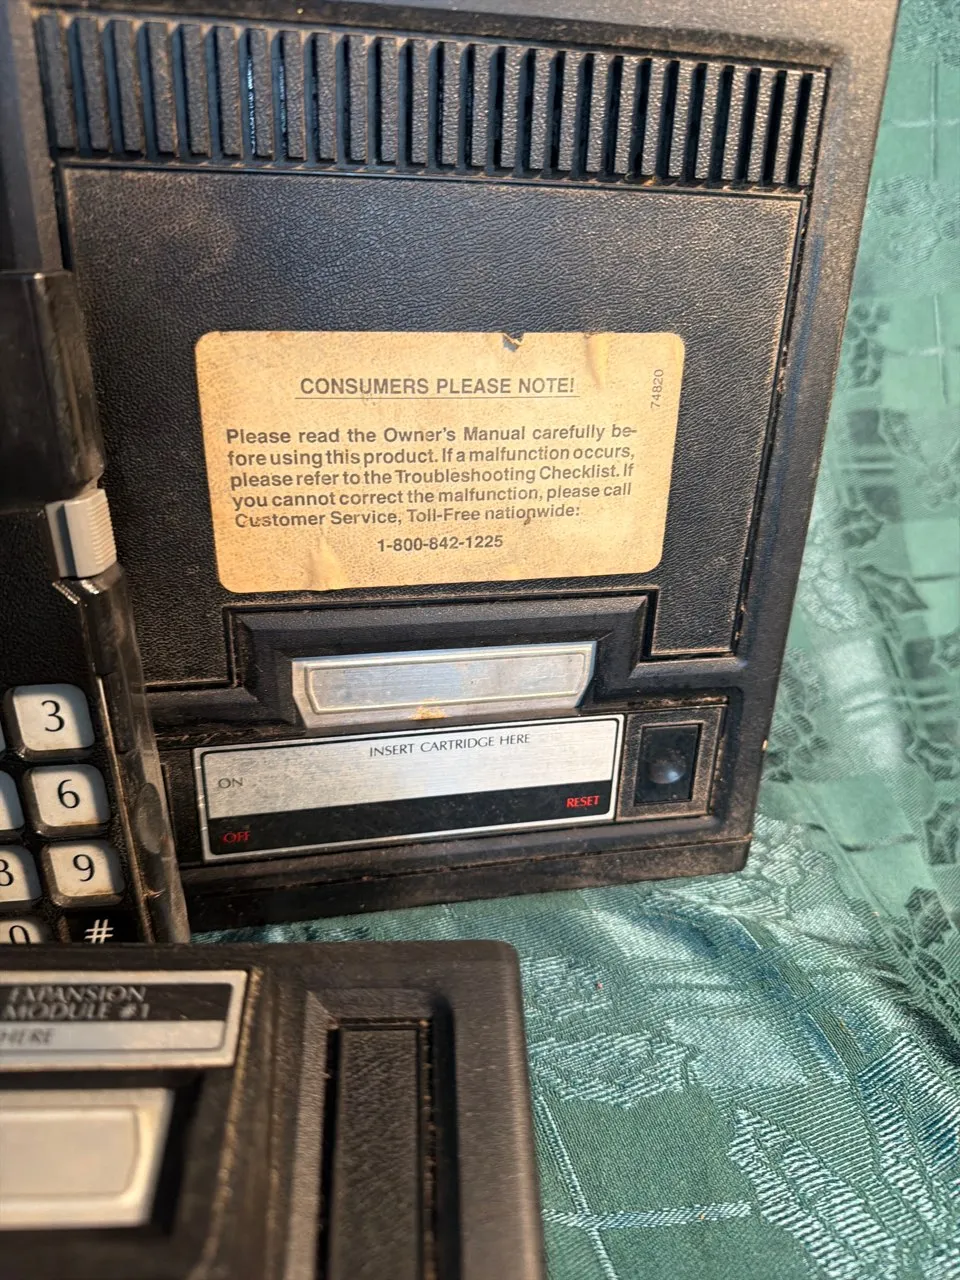 CONSUMERS PLEASE NOTE!
74820
Please read the Owner's Manual carefully be-
fore using this product. If a malfunction occurs,
please refer to the Troubleshooting Checklist. If
you cannot correct the malfunction, please call
Customer Service, Toll-Free nationwide:
1-800-842-1225
INSERT CARTRIDGE HERE
ON
RESET
OFF
3
6
8
9
0
#
EXPANSION
MODULE #1
HERE